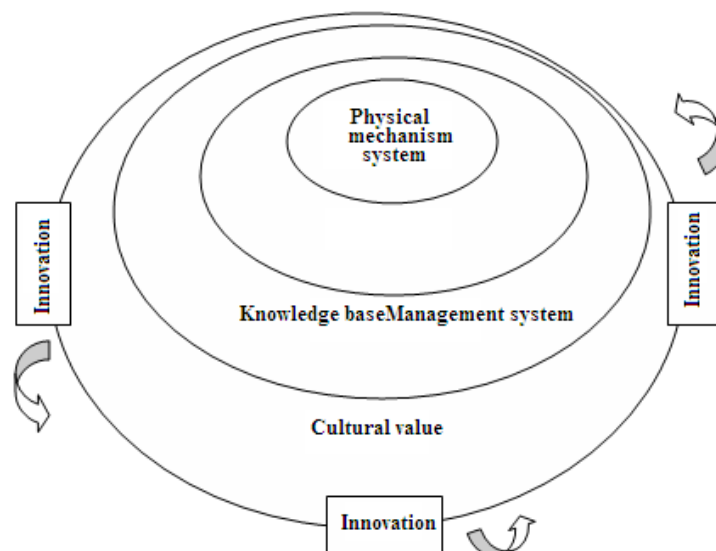 Physical
mechanism
system
Innovation
Innovation
Knowledge baseManagement system
Cultural value
Innovation